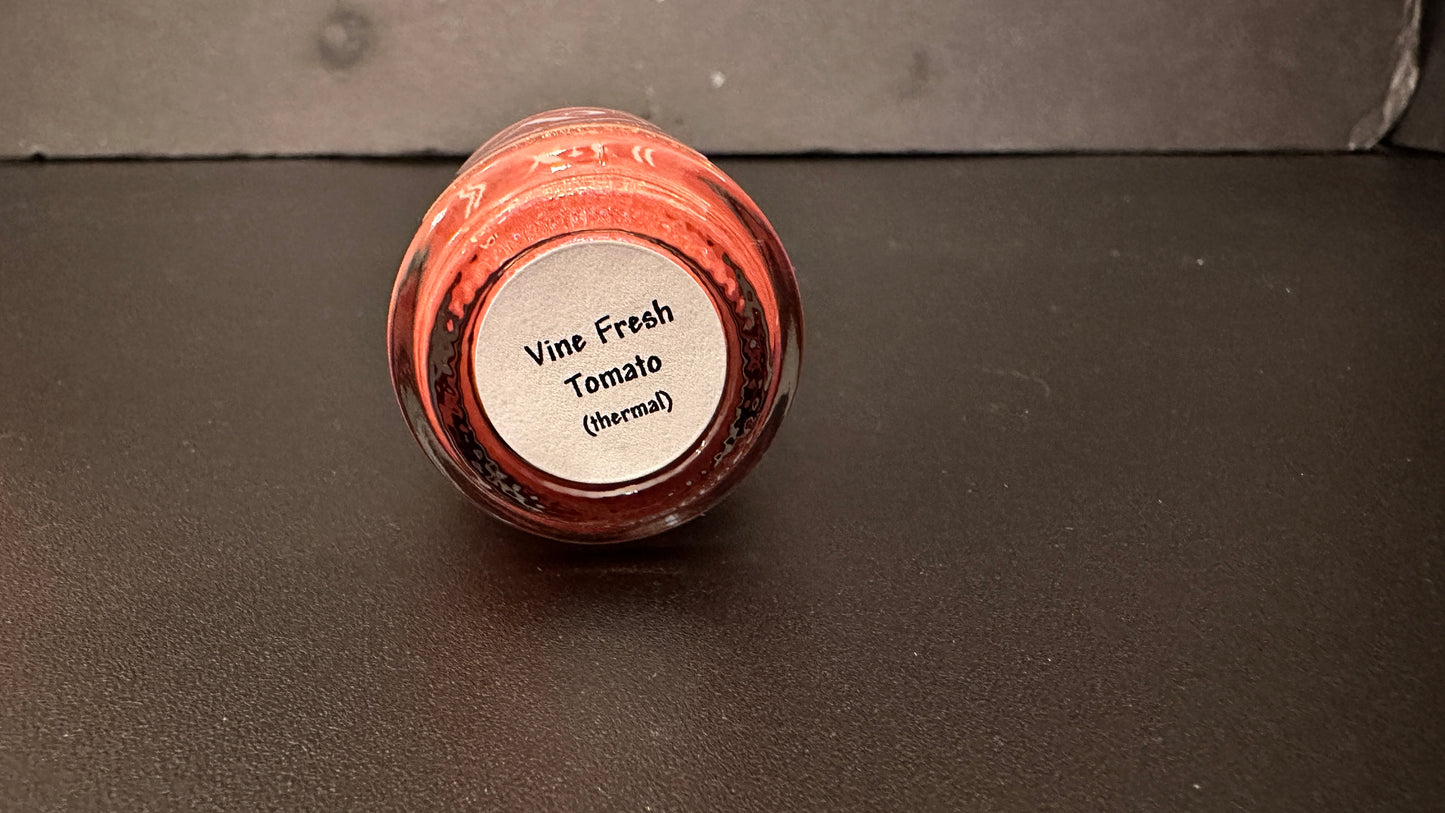 Vine Fresh
Tomato
(thermal)